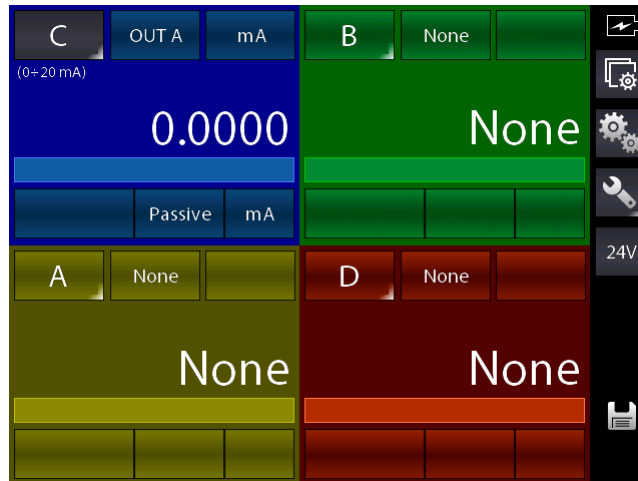 C OUT A mA
(0÷20 mA)
0.0000
Passive mA
B None
None
A None
None
D None
None
24V